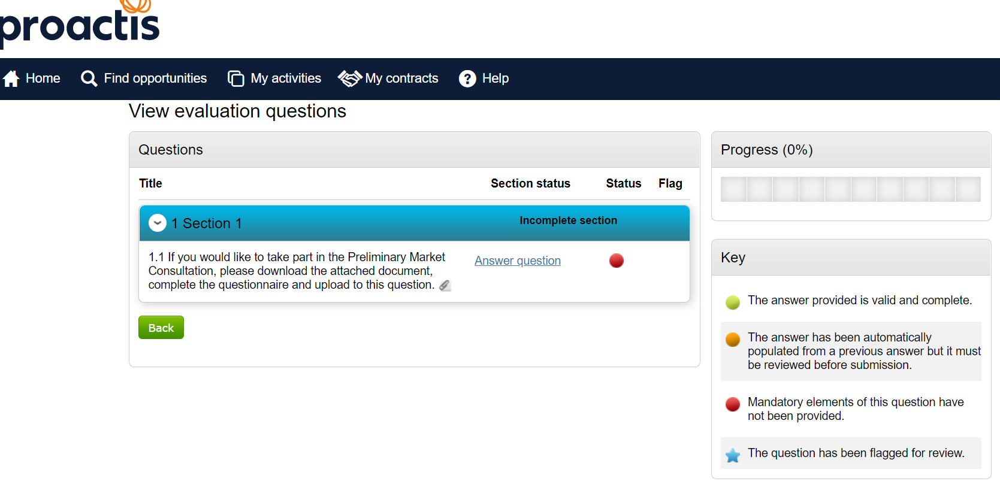 proactis
Home Find opportunities My activities My contracts ? Help
View evaluation questions
Questions
Title Section status Status Flag
1 Section 1 Incomplete section
1.1 If you would like to take part in the Preliminary Market
Consultation, please download the attached document,
complete the questionnaire and upload to this question.
Answer question
Back
Progress (0%)
Key
The answer provided is valid and complete.
The answer has been automatically
populated from a previous answer but it must
be reviewed before submission.
Mandatory elements of this question have
not been provided.
The question has been flagged for review.